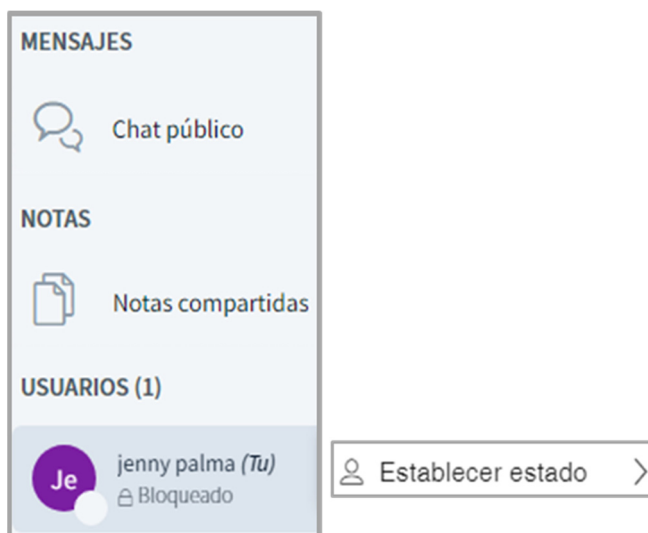 MENSAJES
Chat público
NOTAS
Notas compartidas
USUARIOS (1)
Je
jenny palma (Tu)
Bloqueado
Establecer estado